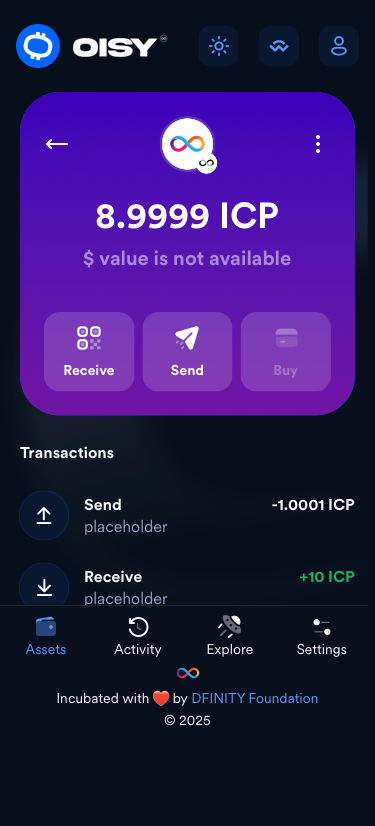 OISY
8.9999 ICP
$ value is not available
Receive
Send
Buy
Transactions
Send
-1.0001 ICP
placeholder
Receive
+10 ICP
placeholder
Assets
Activity
Explore
Settings
Incubated with ❤️ by DFINITY Foundation
© 2025